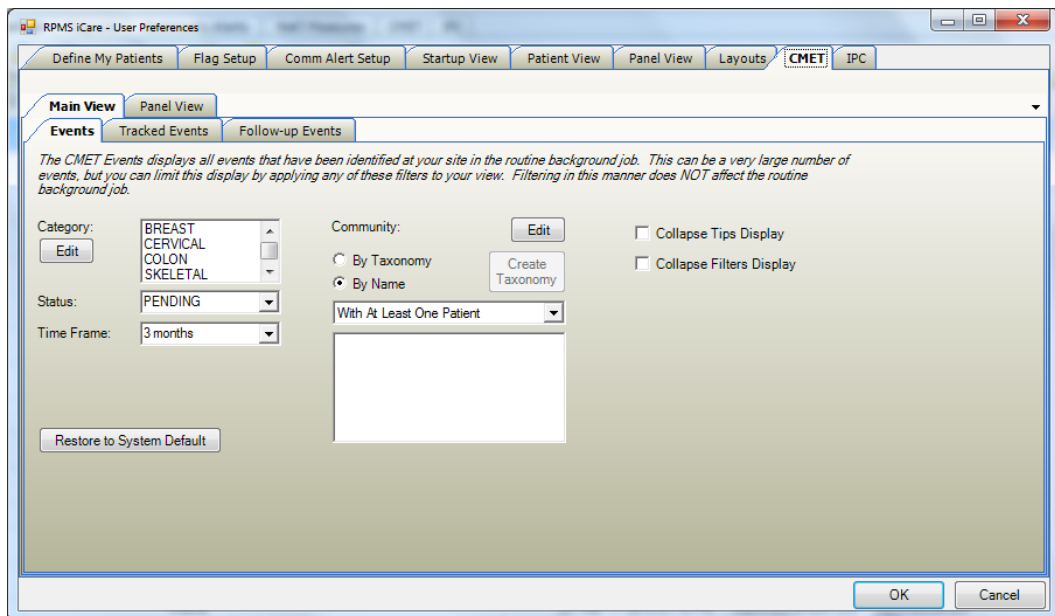 RPMS iCare - User Preferences
Define My Patients Flag Setup Comm Alert Setup Startup View Patient View Panel View Layouts CMET IPC
Main View Panel View
Events Tracked Events Follow-up Events
The CMET Events displays all events that have been identified at your site in the routine background job. This can be a very large number of
events, but you can limit this display by applying any of these filters to your view. Filtering in this manner does NOT affect the routine
background job.
Category:
Edit
BREAST
CERVICAL
COLON
SKELETAL
Status: PENDING
Time Frame: 3 months
Restore to System Default
Community: Edit
By Taxonomy
By Name
Create
Taxonomy
With At Least One Patient
Collapse Tips Display
Collapse Filters Display
OK Cancel